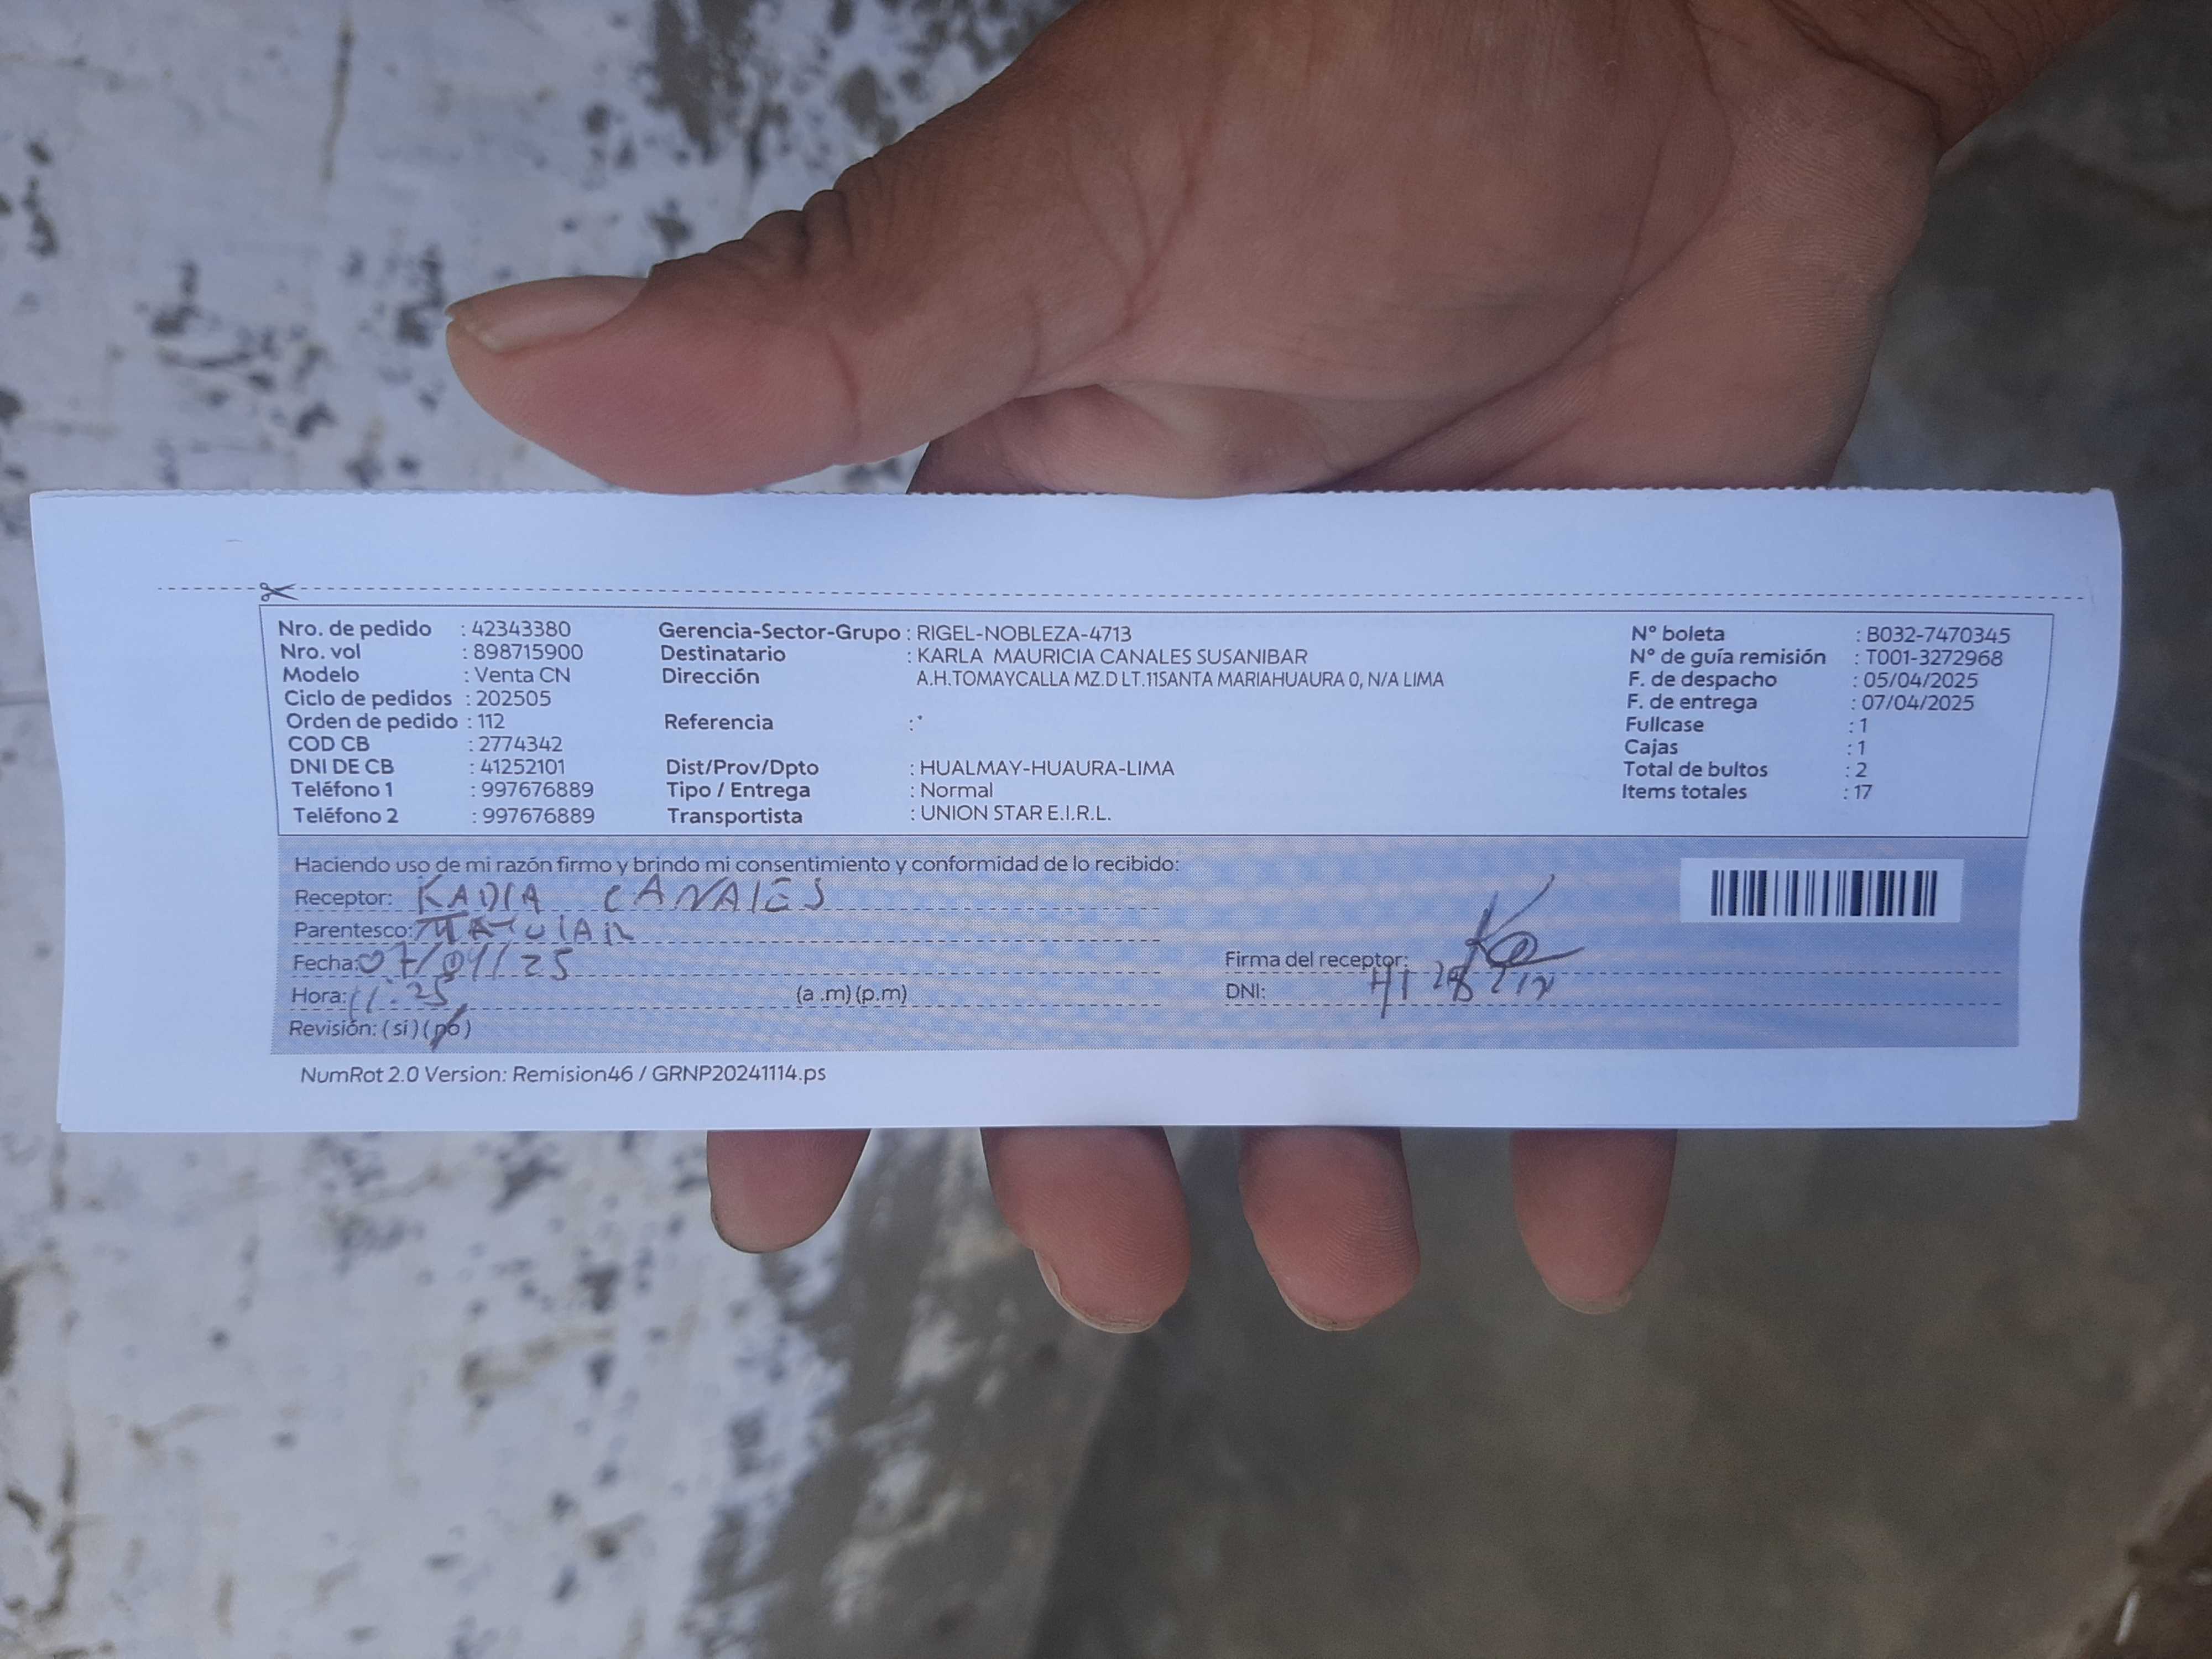 Nro. de pedido : 42343380 Gerencia-Sector-Grupo : RIGEL-NOBLEZA-4713 N° boleta : B032-7470345
Nro. vol : 898715900 Destinatario : KARLA MAURICIA CANALES SUSANIBAR N° de guía remisión : T001-3272968
Modelo : Venta CN Dirección A.H.TOMAYCALLA MZ.D LT.11SANTA MARIAHUAURA 0, N/A LIMA F. de despacho : 05/04/2025
Ciclo de pedidos : 202505 F. de entrega : 07/04/2025
Orden de pedido : 112 Referencia :* Fullcase : 1
COD CB : 2774342 Cajas : 1
DNI DE CB : 41252101 Dist/Prov/Dpto : HUALMAY-HUAURA-LIMA Total de bultos : 2
Teléfono 1 : 997676889 Tipo / Entrega : Normal Items totales : 17
Teléfono 2 : 997676889 Transportista : UNION STAR E.I.R.L.
Haciendo uso de mi razón firmo y brindo mi consentimiento y conformidad de lo recibido:
Receptor: CANALES
Parentesco:
Fecha: 07/04/25 Firma del receptor:
Hora: 11:25 (a .m) (p.m) DNI:
Revisión: ( si ) ( no )
NumRot 2.0 Version: Remision46 / GRNP20241114.ps